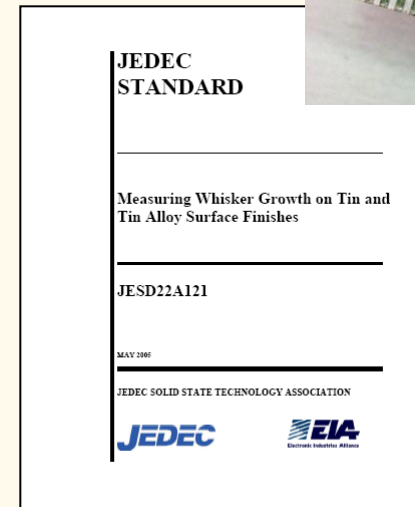 JEDEC
STANDARD
Measuring Whisker Growth on Tin and
Tin Alloy Surface Finishes
JESD22A121
MAY 2005
JEDEC SOLID STATE TECHNOLOGY ASSOCIATION
JEDEC
EIA
Electronic Industries Alliance